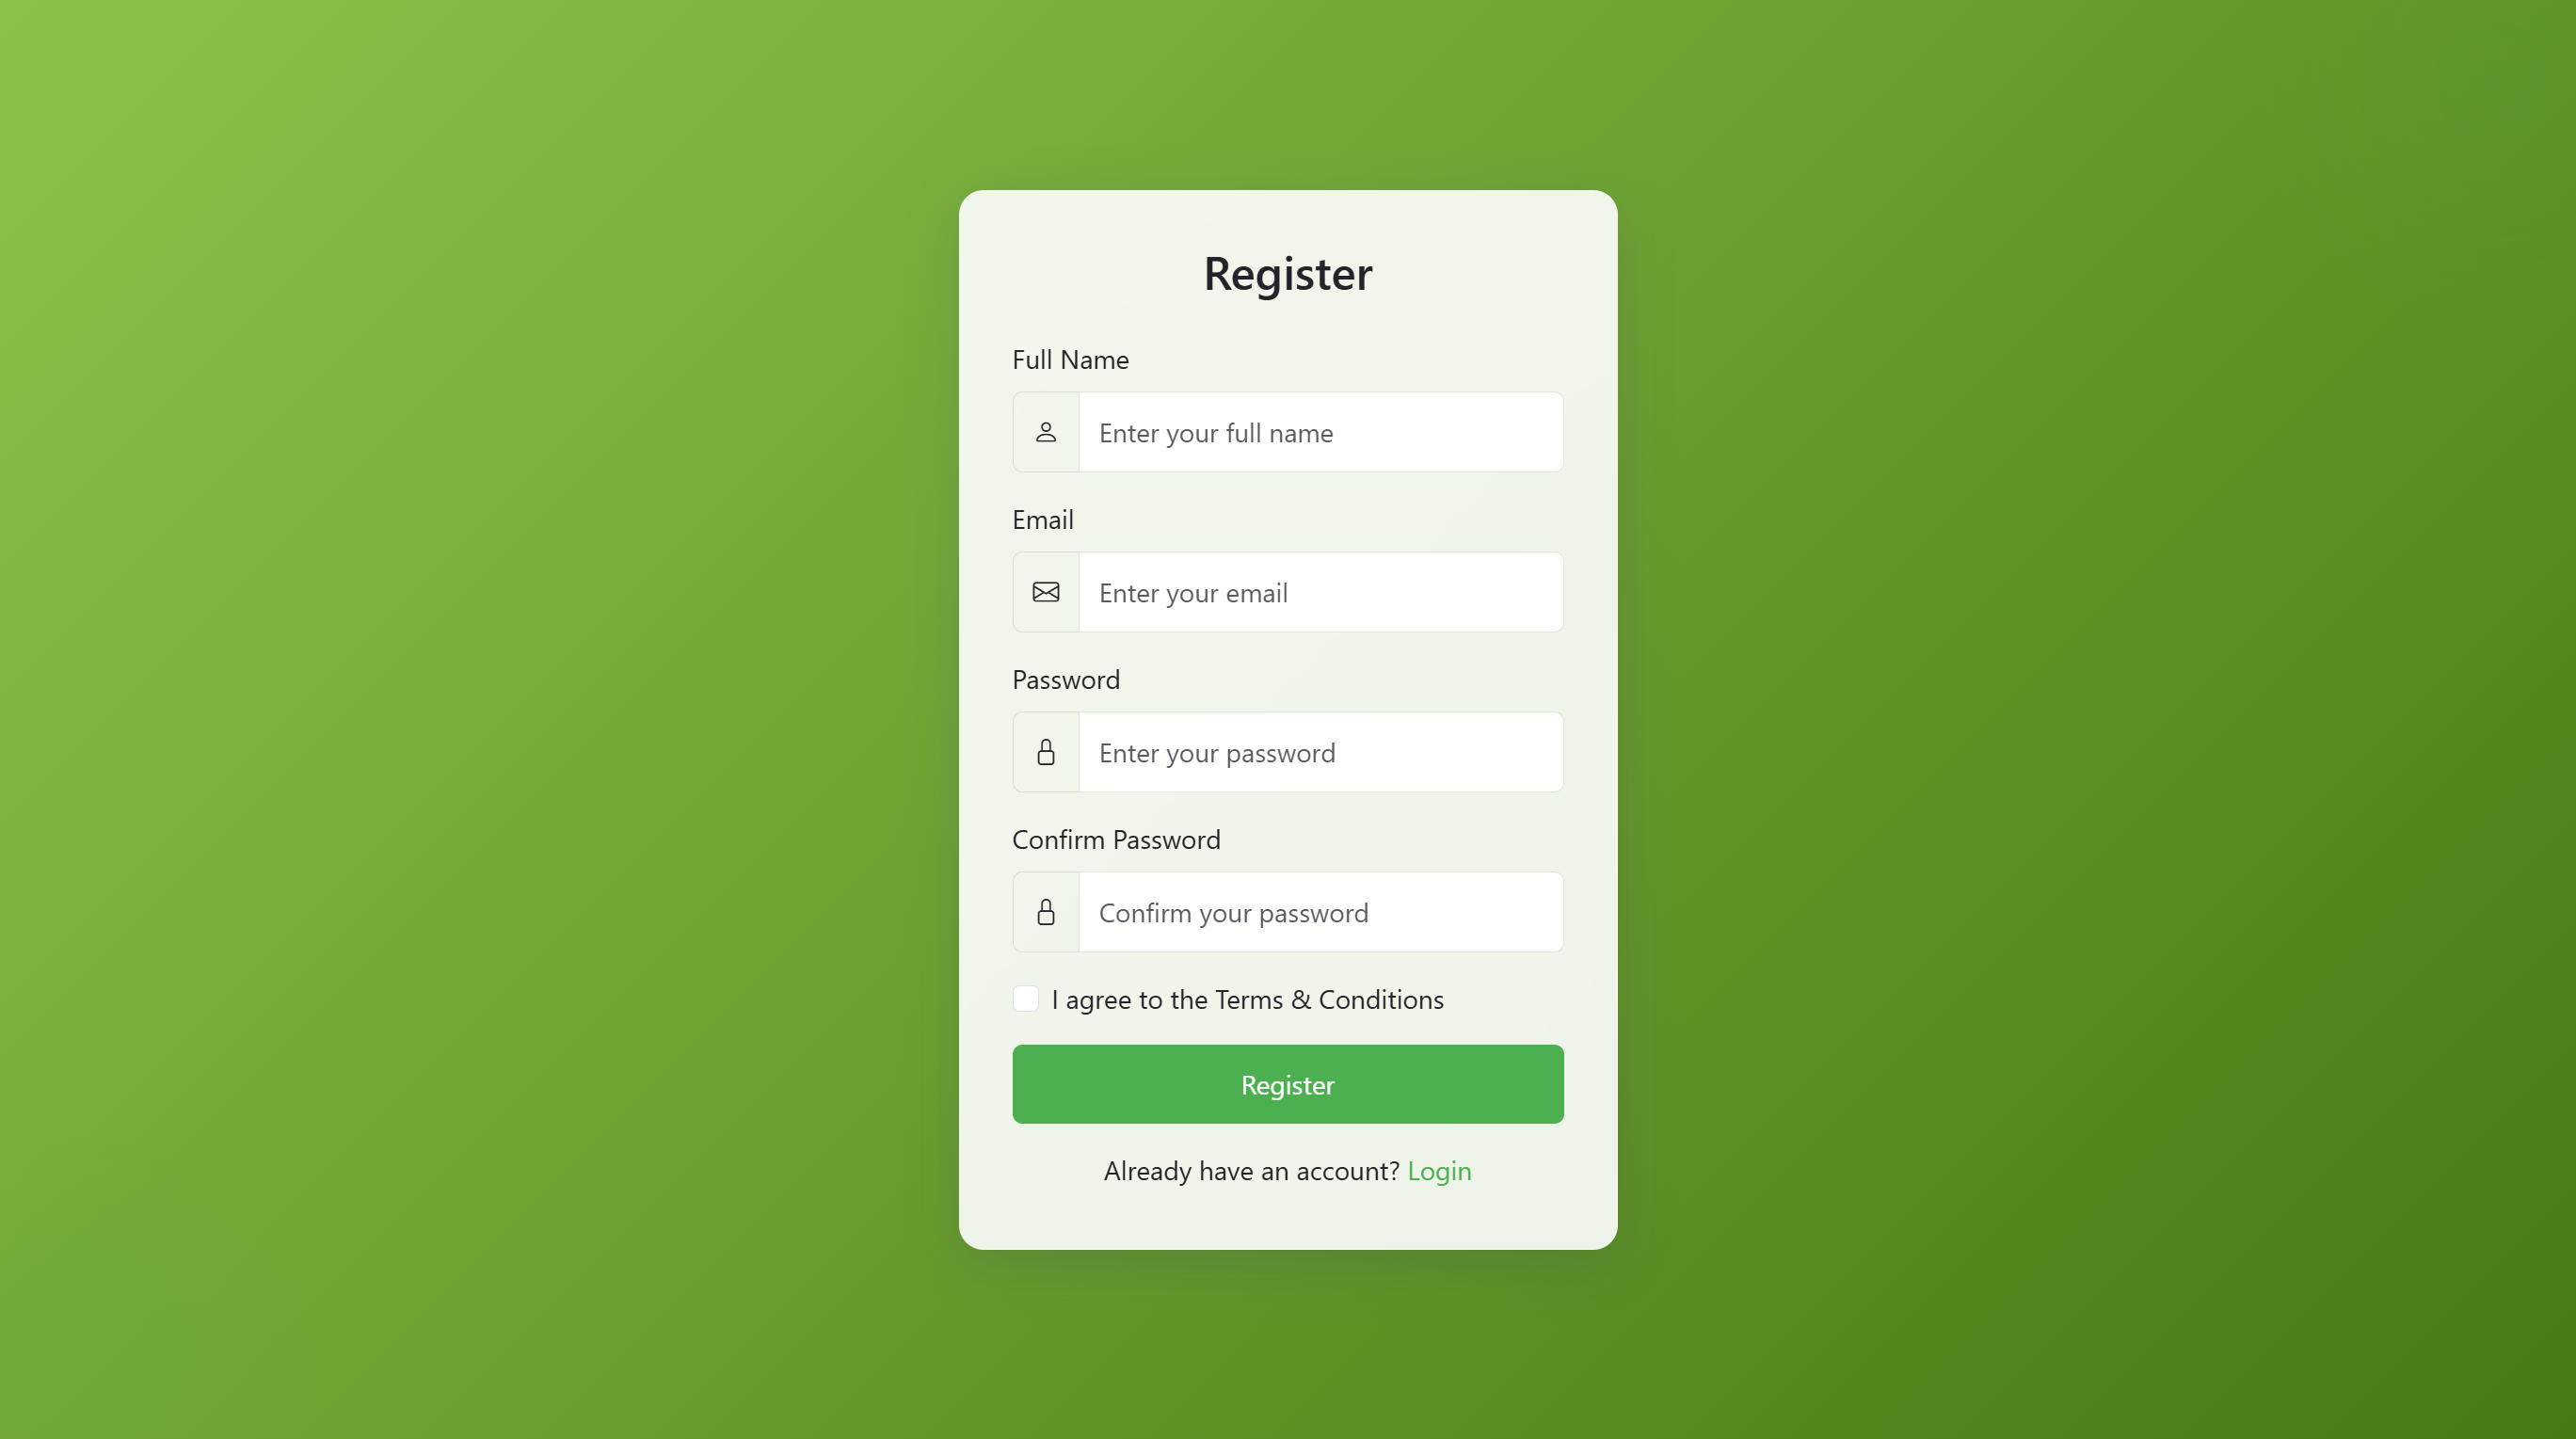 Register
Full Name
Enter your full name
Email
Enter your email
Password
Enter your password
Confirm Password
Confirm your password
I agree to the Terms & Conditions
Register
Already have an account? Login